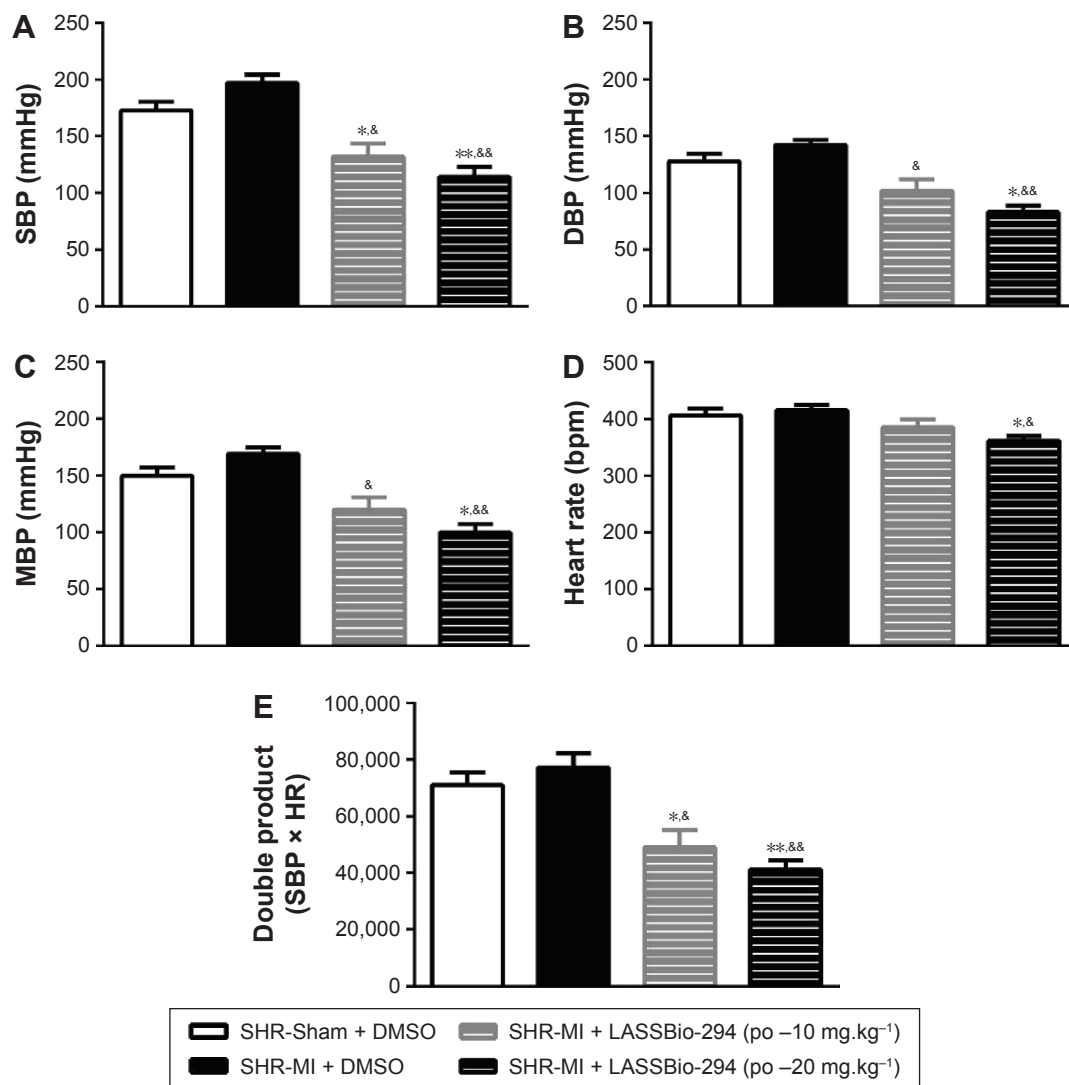 A
SBP (mmHg)
250
200
150
100
50
0
*,&
**,&&
B
DBP (mmHg)
250
200
150
100
50
0
&
*,&&
C
MBP (mmHg)
250
200
150
100
50
0
&
*,&&
D
Heart rate (bpm)
500
400
300
200
100
0
*,&
E
Double product
(SBP × HR)
100,000
80,000
60,000
40,000
20,000
0
*,&
**,&&
SHR-Sham + DMSO
SHR-MI + LASSBio-294 (po –10 mg.kg⁻¹)
SHR-MI + DMSO
SHR-MI + LASSBio-294 (po –20 mg.kg⁻¹)